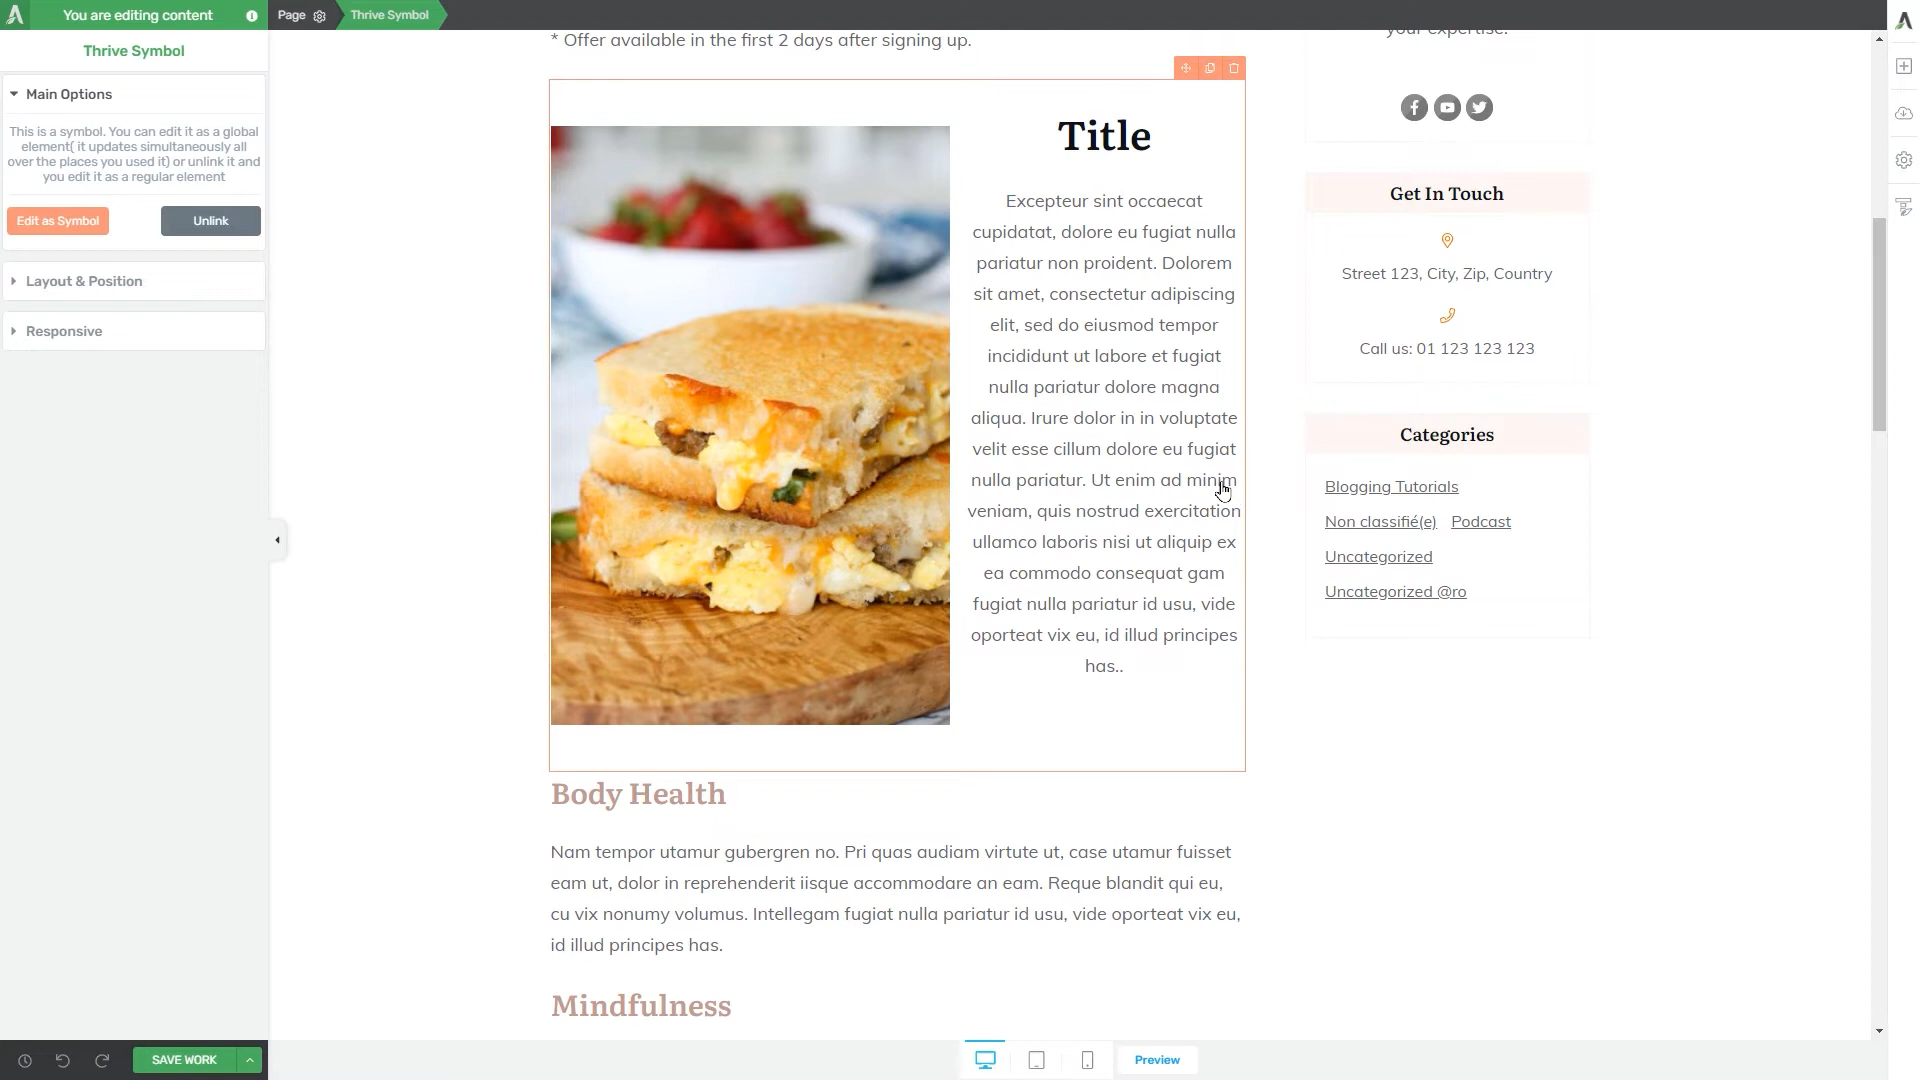 You are editing content
Page
Thrive Symbol
Thrive Symbol
Main Options
This is a symbol. You can edit it as a global
element( it updates simultaneously all
over the places you used it) or unlink it and
you edit it as a regular element
Edit as Symbol
Unlink
Layout & Position
Responsive
SAVE WORK
* Offer available in the first 2 days after signing up.
Title
Excepteur sint occaecat
cupidatat, dolore eu fugiat nulla
pariatur non proident. Dolorem
sit amet, consectetur adipiscing
elit, sed do eiusmod tempor
incididunt ut labore et fugiat
nulla pariatur dolore magna
aliqua. Irure dolor in in voluptate
velit esse cillum dolore eu fugiat
nulla pariatur. Ut enim ad minim
veniam, quis nostrud exercitation
ullamco laboris nisi ut aliquip ex
ea commodo consequat gam
fugiat nulla pariatur id usu, vide
oporteat vix eu, id illud principes
has..
Body Health
Nam tempor utamur gubergren no. Pri quas audiam virtute ut, case utamur fuisset
eam ut, dolor in reprehenderit iisque accommodare an eam. Reque blandit qui eu,
cu vix nonumy volumus. Intellegam fugiat nulla pariatur id usu, vide oporteat vix eu,
id illud principes has.
Mindfulness
your expertise.
Get In Touch
Street 123, City, Zip, Country
Call us: 01 123 123 123
Categories
Blogging Tutorials
Non classifié(e) Podcast
Uncategorized
Uncategorized @ro
Preview